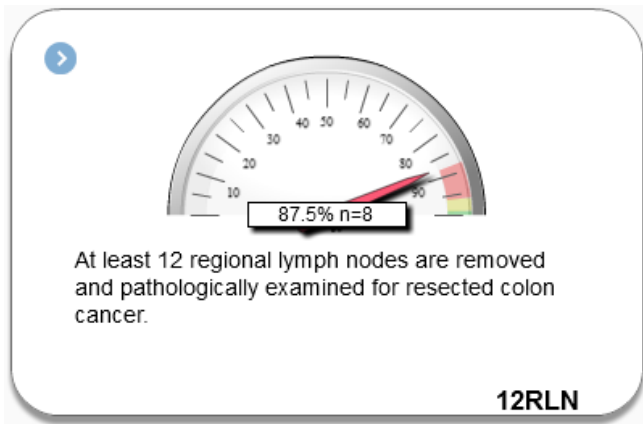 10
20
30
40
50
60
70
80
90
87.5% n=8
At least 12 regional lymph nodes are removed
and pathologically examined for resected colon
cancer.
12RLN